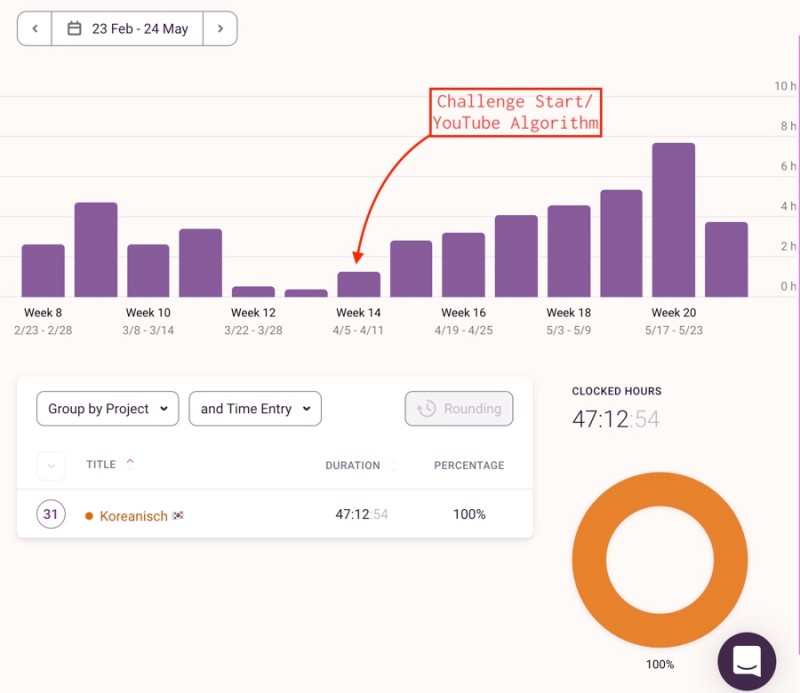 23 Feb - 24 May
10 h
Challenge Start/
YouTube Algorithm
8 h
6 h
4 h
2 h
0 h
Week 8 Week 10 Week 12 Week 14 Week 16 Week 18 Week 20
2/23 - 2/28 3/8 - 3/14 3/22 - 3/28 4/5 - 4/11 4/19 - 4/25 5/3 - 5/9 5/17 - 5/23
Group by Project and Time Entry Rounding
CLOCKED HOURS
47:12:54
TITLE DURATION PERCENTAGE
31 Koreanisch 🇰🇷 47:12:54 100%
100%